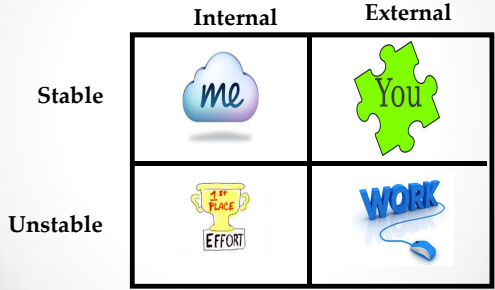 Internal
External
Stable
me
You
Unstable
1st
PLACE
EFFORT
WORK